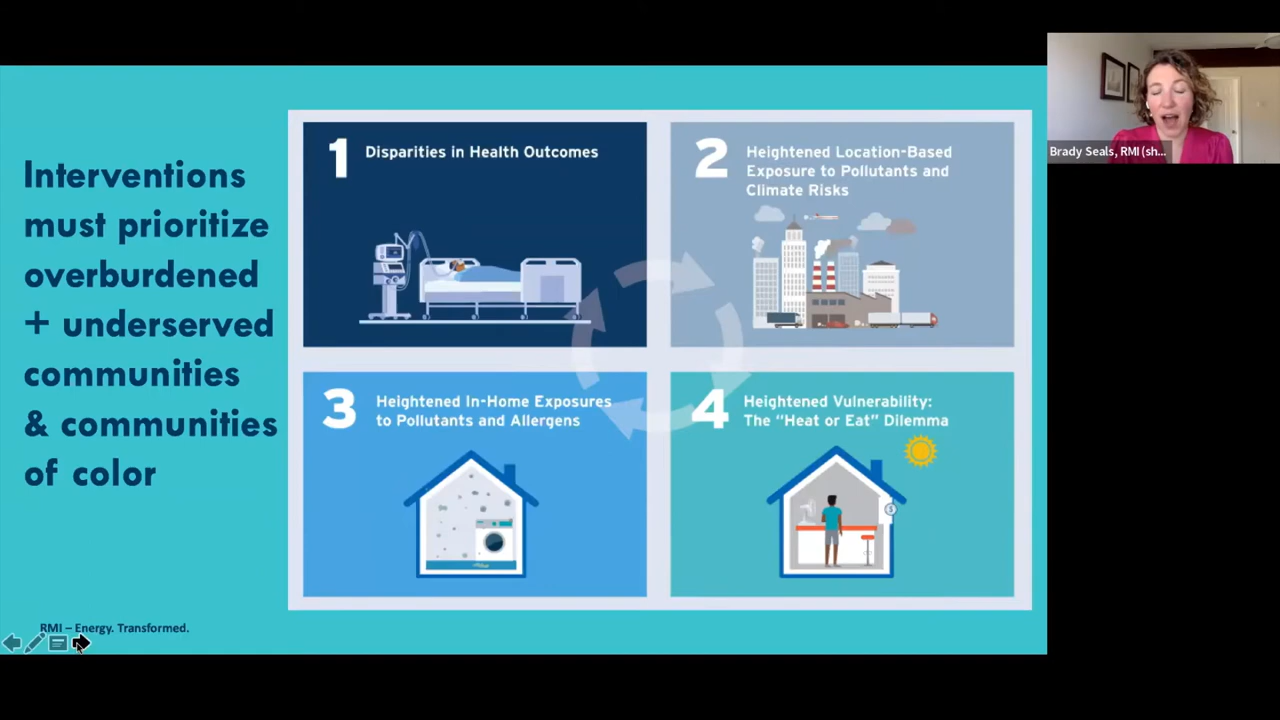 Interventions
must prioritize
overburdened
+ underserved
communities
& communities
of color
1
Disparities in Health Outcomes
2
Heightened Location-Based
Exposure to Pollutants and
Climate Risks
3
Heightened In-Home Exposures
to Pollutants and Allergens
4
Heightened Vulnerability:
The “Heat or Eat” Dilemma
$
RMI – Energy. Transformed.
Brady Seals, RMI (sh...